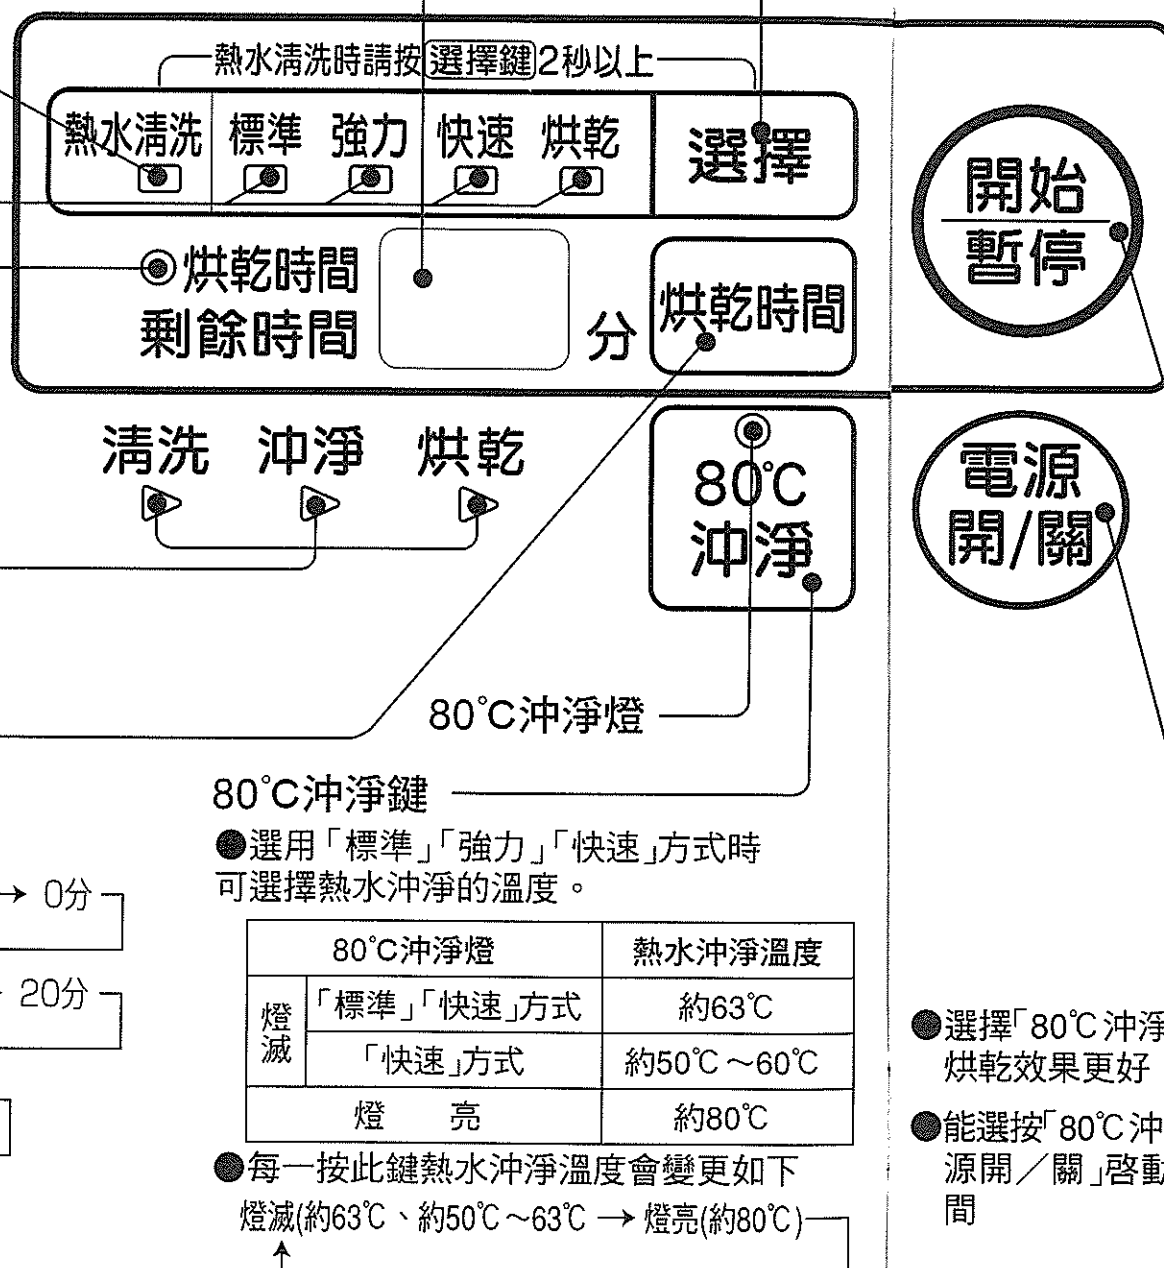 熱水清洗時請按選擇鍵2秒以上
熱水清洗 標準 強力 快速 烘乾 選擇
開始
暫停
烘乾時間
剩餘時間 分 烘乾時間
清洗 沖淨 烘乾
80℃
沖淨
電源
開/關
80℃沖淨燈
80℃沖淨鍵
●選用「標準」「強力」「快速」方式時
可選擇熱水沖淨的溫度。
→ 0分
20分
80℃沖淨燈 熱水沖淨溫度
燈滅 「標準」「快速」方式 約63℃
「快速」方式 約50℃～60℃
燈 亮 約80℃
●每一按此鍵熱水沖淨溫度會變更如下
燈滅(約63℃、約50℃～63℃ → 燈亮(約80℃)
●選擇「80℃沖淨
烘乾效果更好
●能選按「80℃沖
源開／關」啓動
間